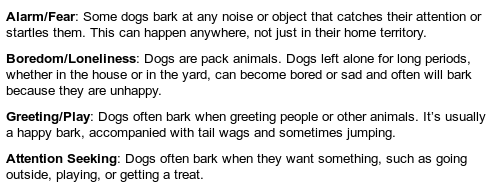 Alarm/Fear: Some dogs bark at any noise or object that catches their attention or
startles them. This can happen anywhere, not just in their home territory.
Boredom/Loneliness: Dogs are pack animals. Dogs left alone for long periods,
whether in the house or in the yard, can become bored or sad and often will bark
because they are unhappy.
Greeting/Play: Dogs often bark when greeting people or other animals. It's usually
a happy bark, accompanied with tail wags and sometimes jumping.
Attention Seeking: Dogs often bark when they want something, such as going
outside, playing, or getting a treat.